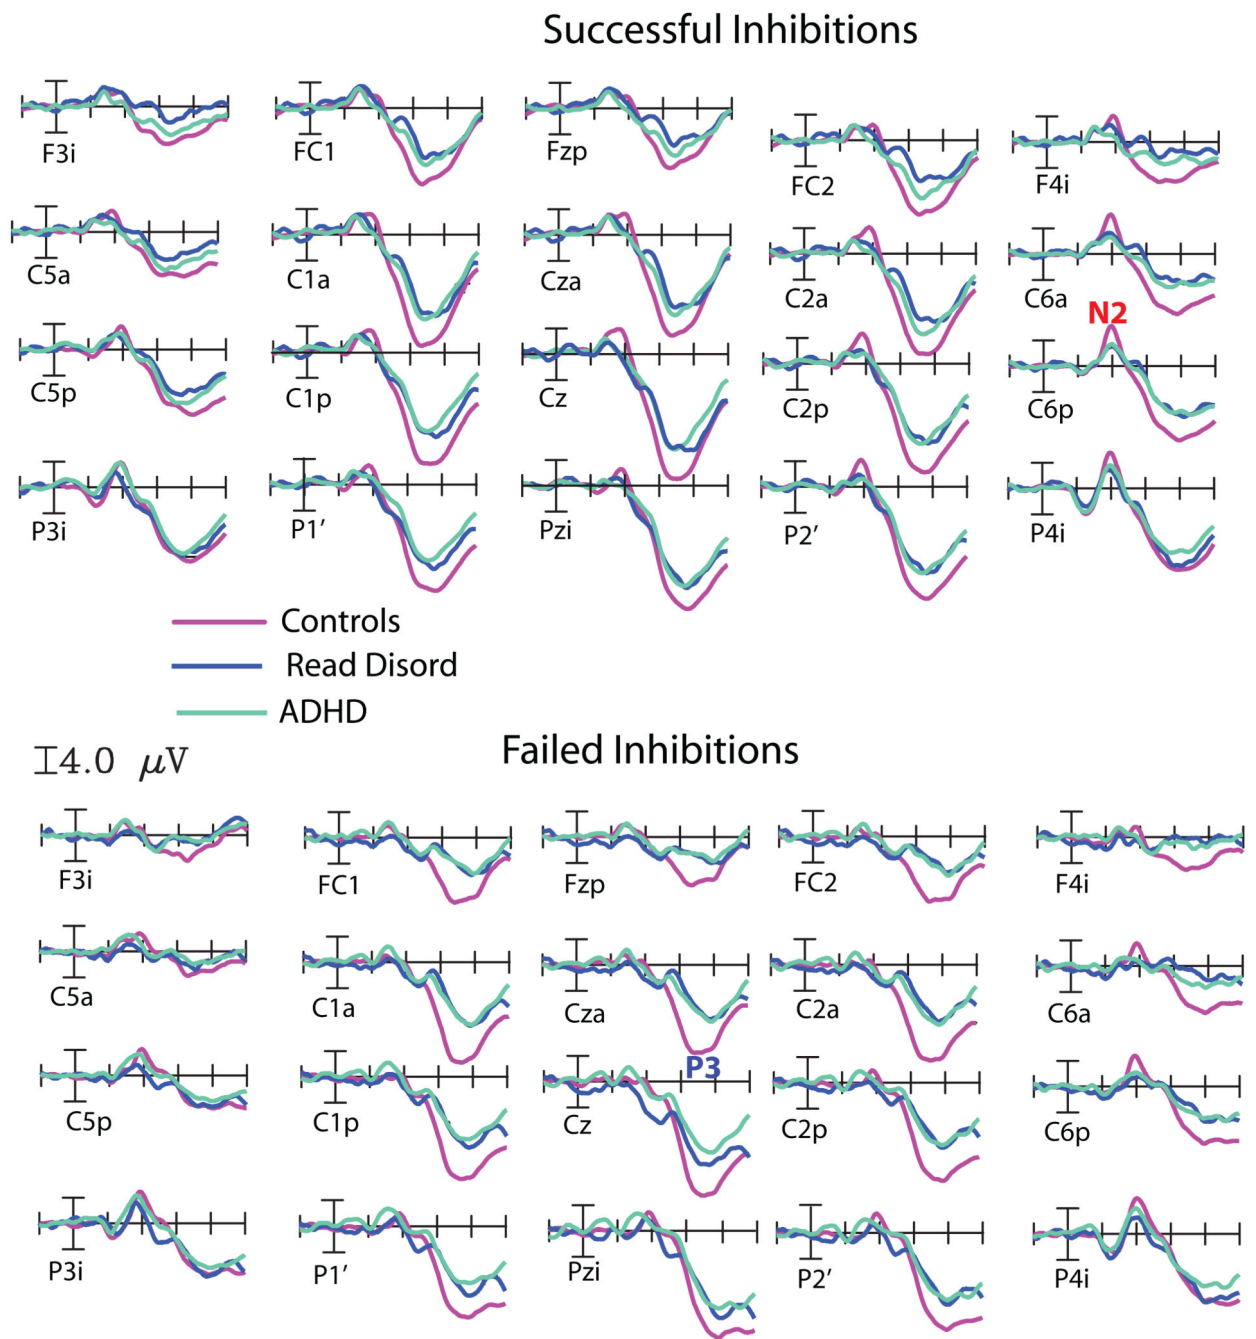 Successful Inhibitions
F3i
FC1
Fzp
FC2
F4i
C5a
C1a
Cza
C2a
C6a
N2
C5p
C1p
Cz
C2p
C6p
P3i
P1′
Pzi
P2′
P4i
Controls
Read Disord
ADHD
4.0 μV
Failed Inhibitions
F3i
FC1
Fzp
FC2
F4i
C5a
C1a
Cza
C2a
C6a
P3
C5p
C1p
Cz
C2p
C6p
P3i
P1′
Pzi
P2′
P4i